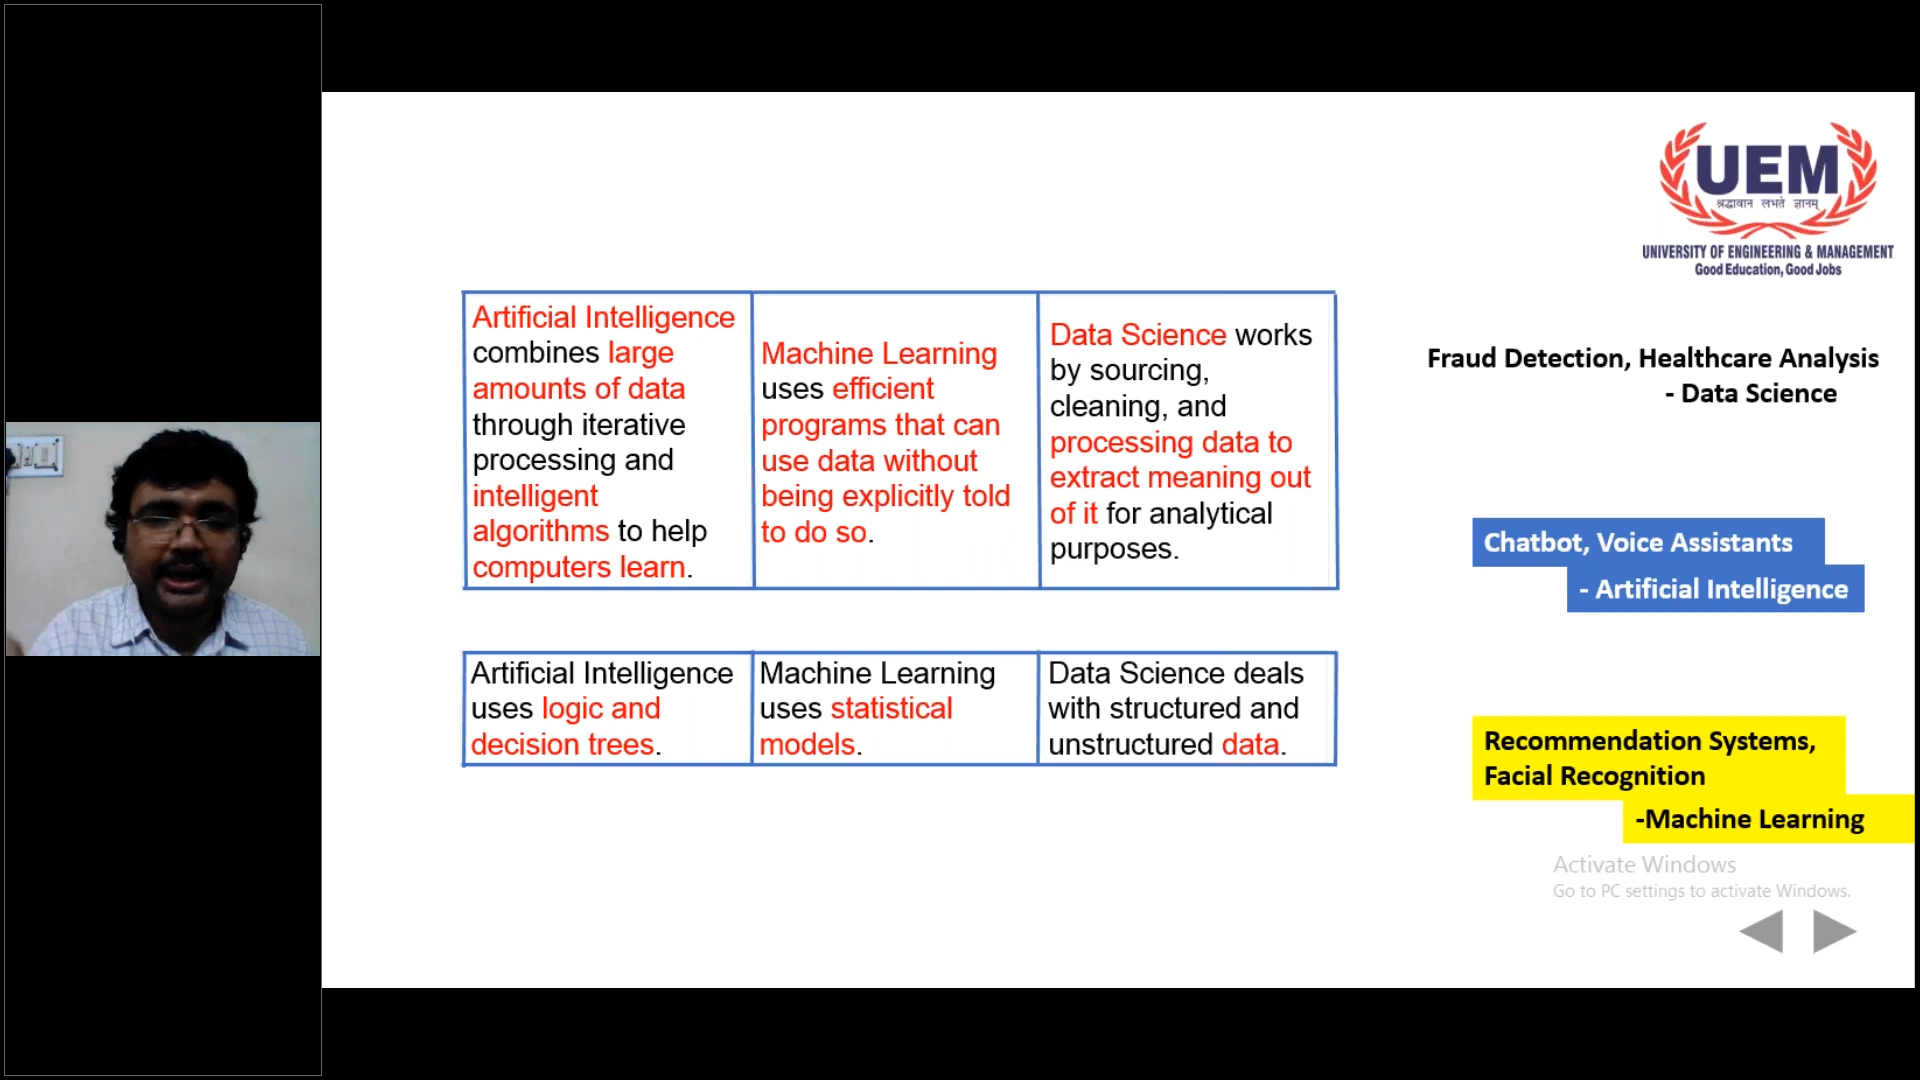 UEM
श्रद्धावान लभते ज्ञानम्
UNIVERSITY OF ENGINEERING & MANAGEMENT
Good Education, Good Jobs
Artificial Intelligence
combines large
amounts of data
through iterative
processing and
intelligent
algorithms to help
computers learn.
Machine Learning
uses efficient
programs that can
use data without
being explicitly told
to do so.
Data Science works
by sourcing,
cleaning, and
processing data to
extract meaning out
of it for analytical
purposes.
Artificial Intelligence
uses logic and
decision trees.
Machine Learning
uses statistical
models.
Data Science deals
with structured and
unstructured data.
Fraud Detection, Healthcare Analysis
- Data Science
Chatbot, Voice Assistants
- Artificial Intelligence
Recommendation Systems,
Facial Recognition
-Machine Learning
Activate Windows
Go to PC settings to activate Windows.